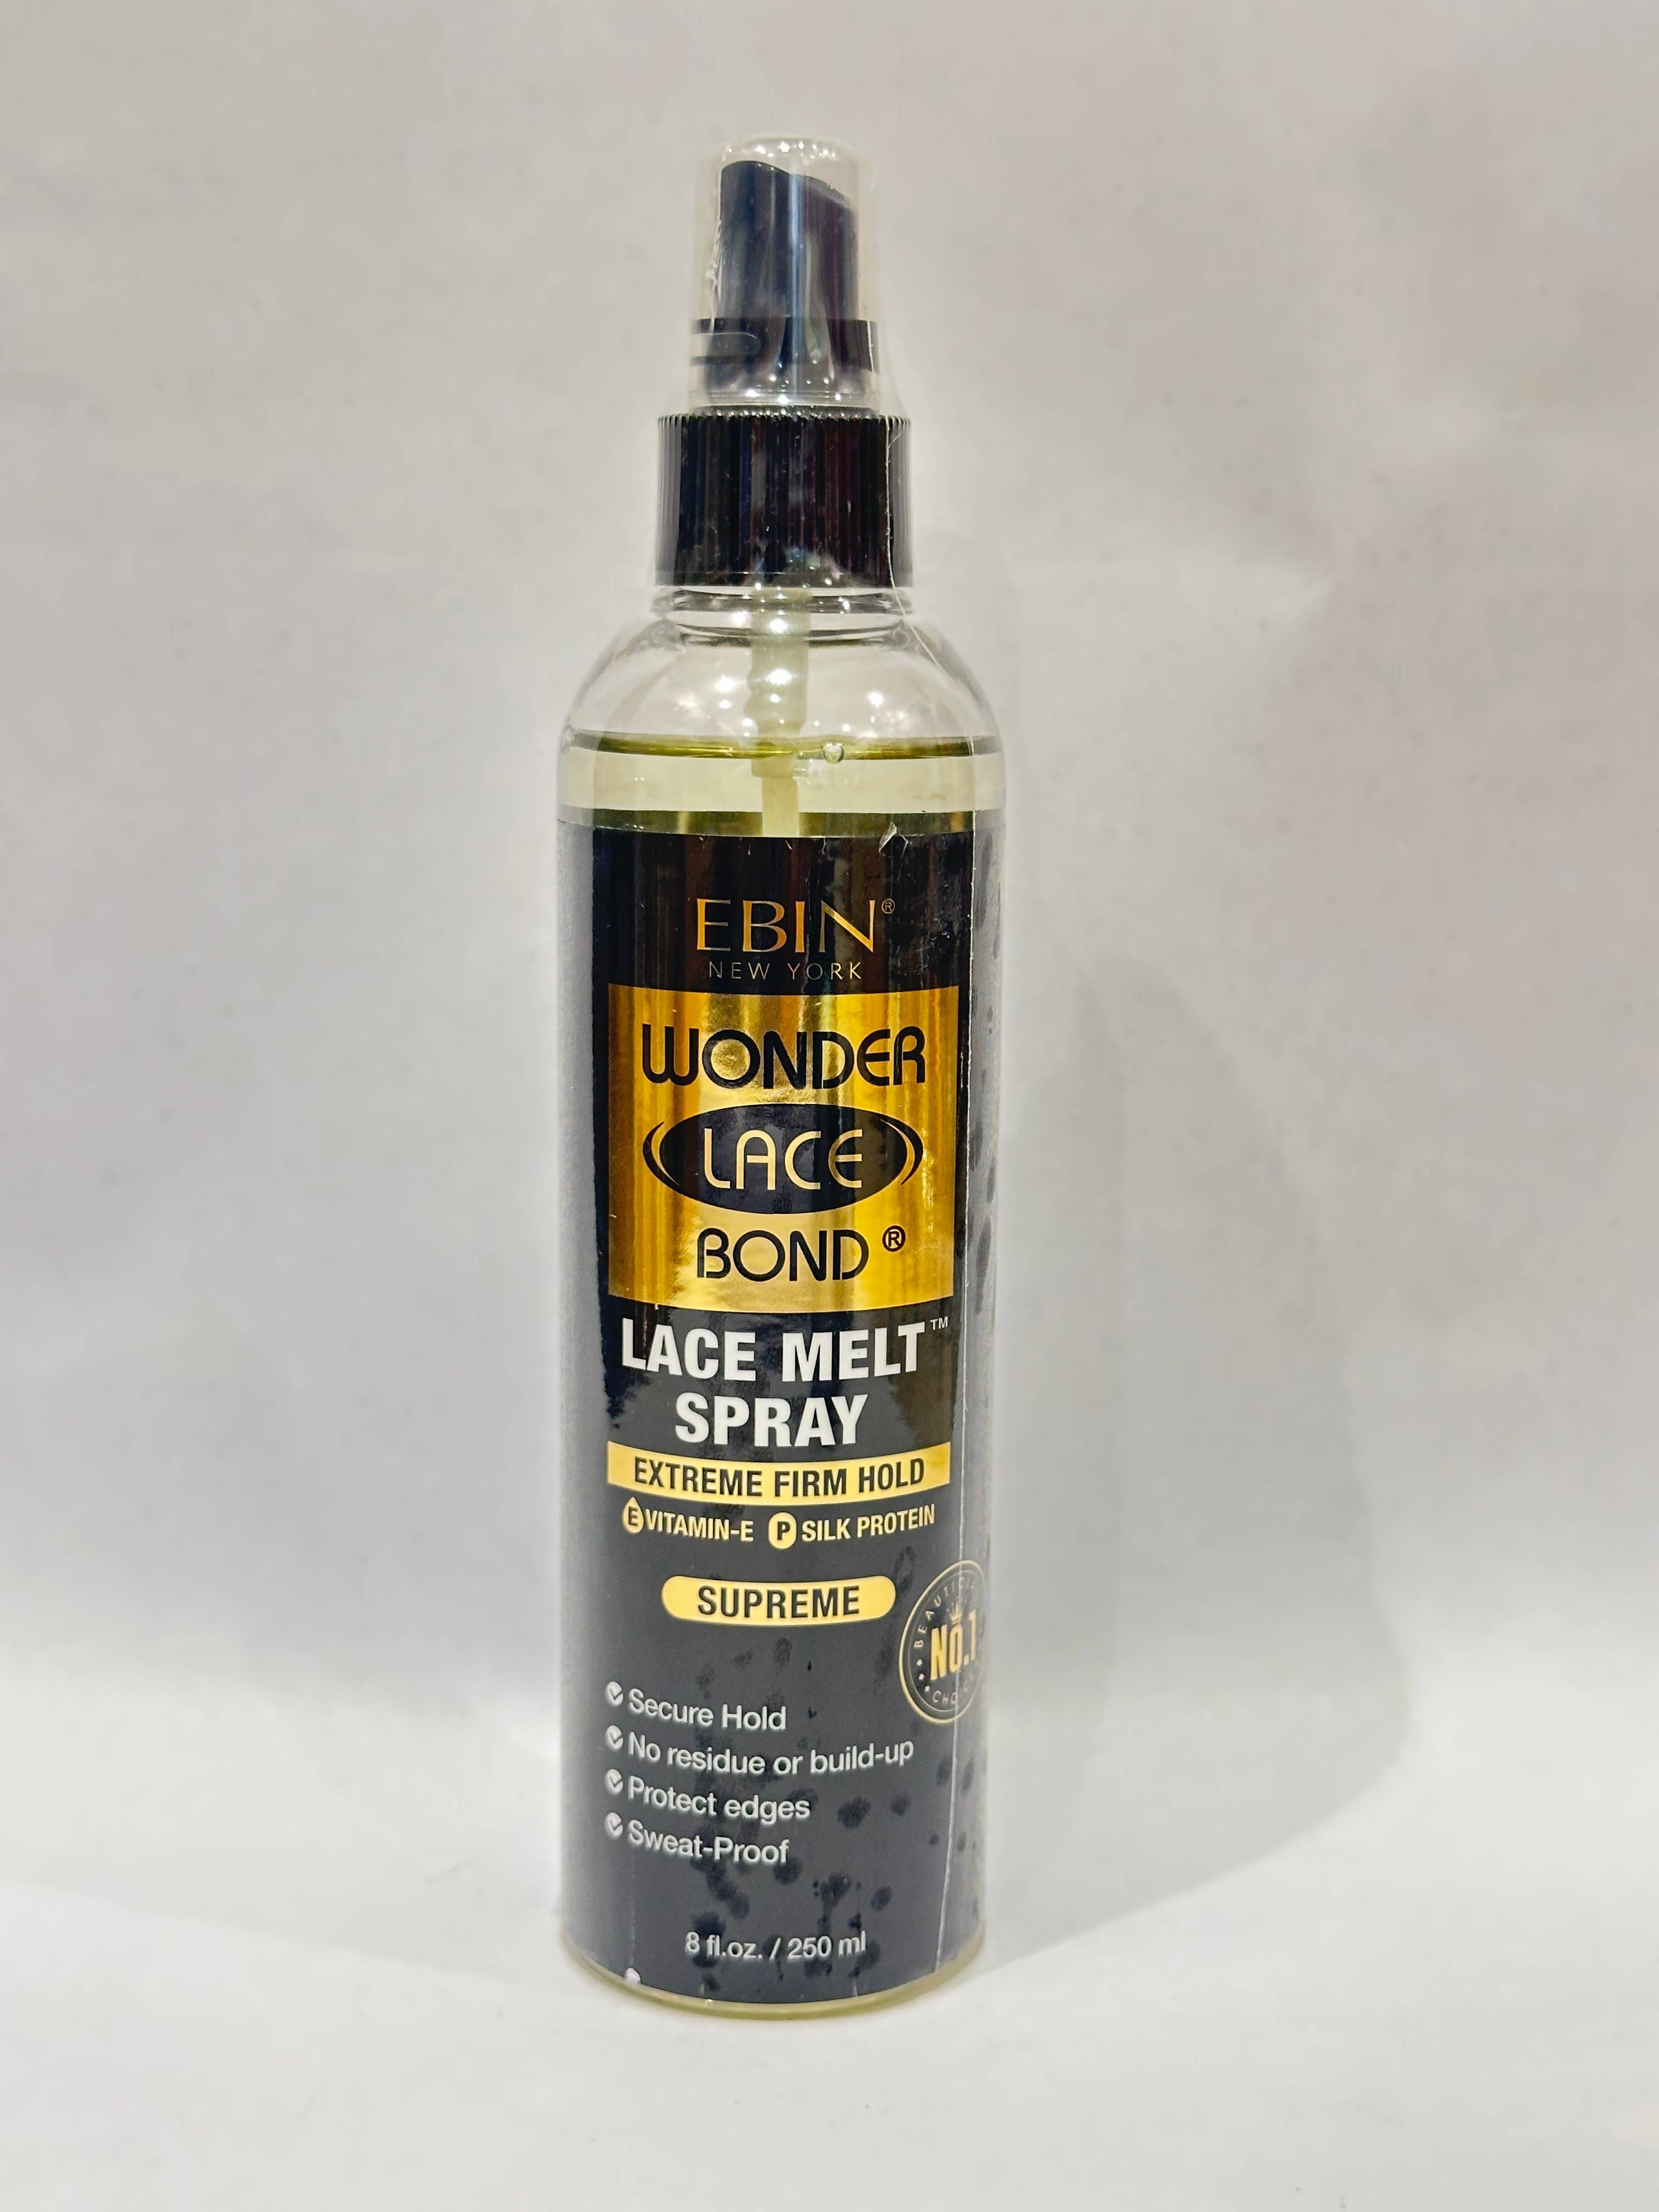 EBIN®
NEW YORK
WONDER
LACE
BOND®
LACE MELT™
SPRAY
EXTREME FIRM HOLD
E VITAMIN-E P SILK PROTEIN
SUPREME
NO.1
Secure Hold
No residue or build-up
Protect edges
Sweat-Proof
8 fl.oz. / 250 ml